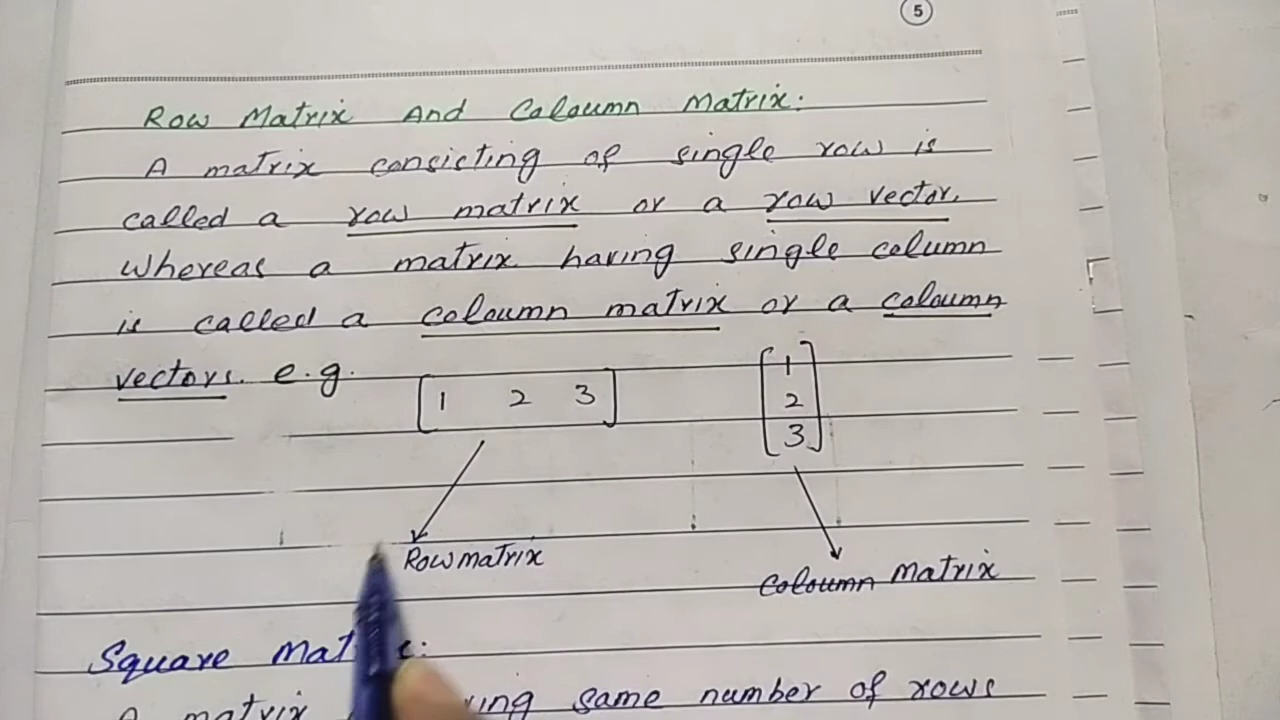 5
Row Matrix And Coloumn Matrix:
A matrix consisting of single row is
called a row matrix or a row vector.
Whereas a matrix having single column
is called a coloumn matrix or a coloumn
vectors. e.g.
[1 2 3]
[1
2
3]
Row matrix
Coloumn Matrix
Square
A matrix
same number of rows